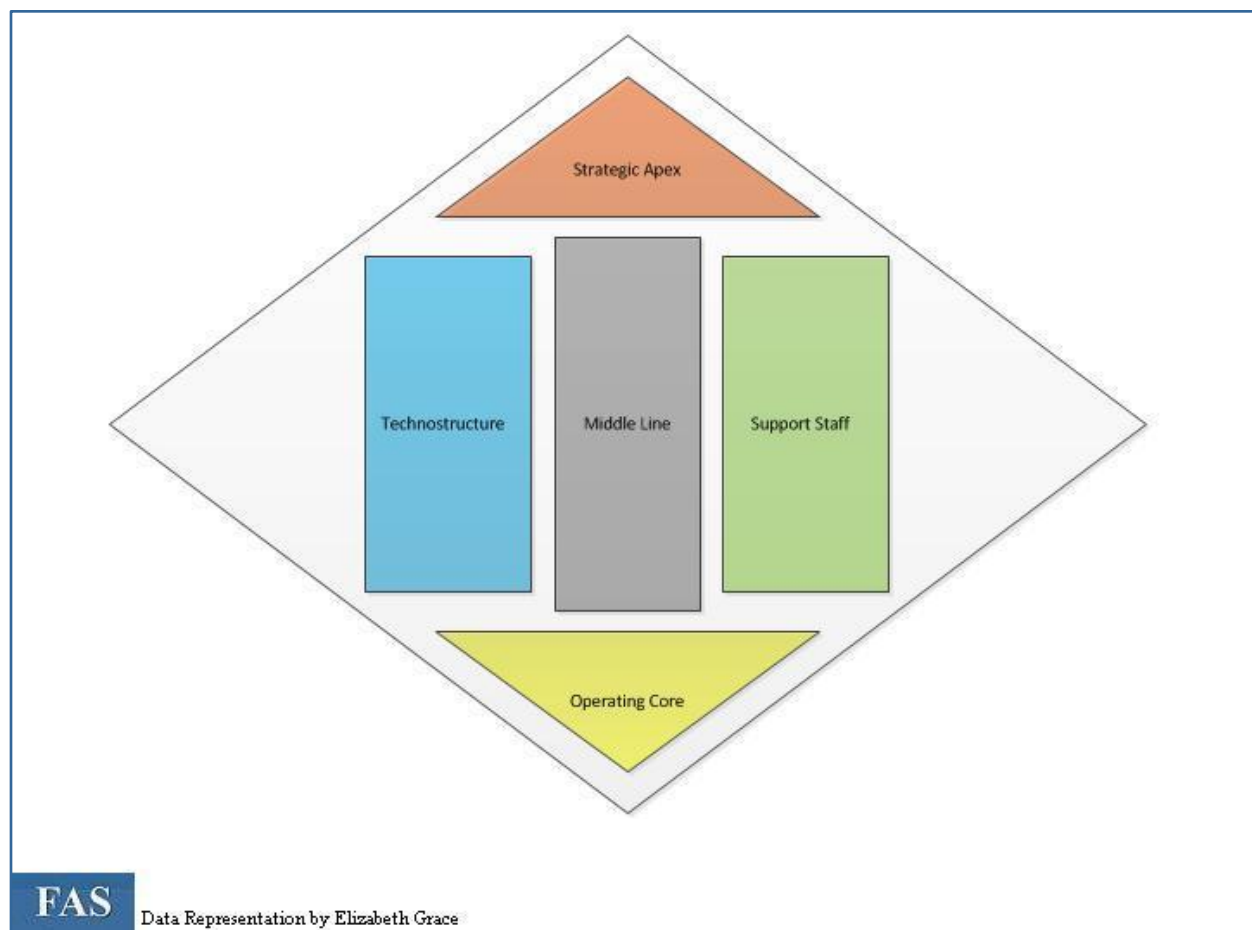 Strategic Apex
Technostructure
Middle Line
Support Staff
Operating Core
FAS
Data Representation by Elizabeth Grace